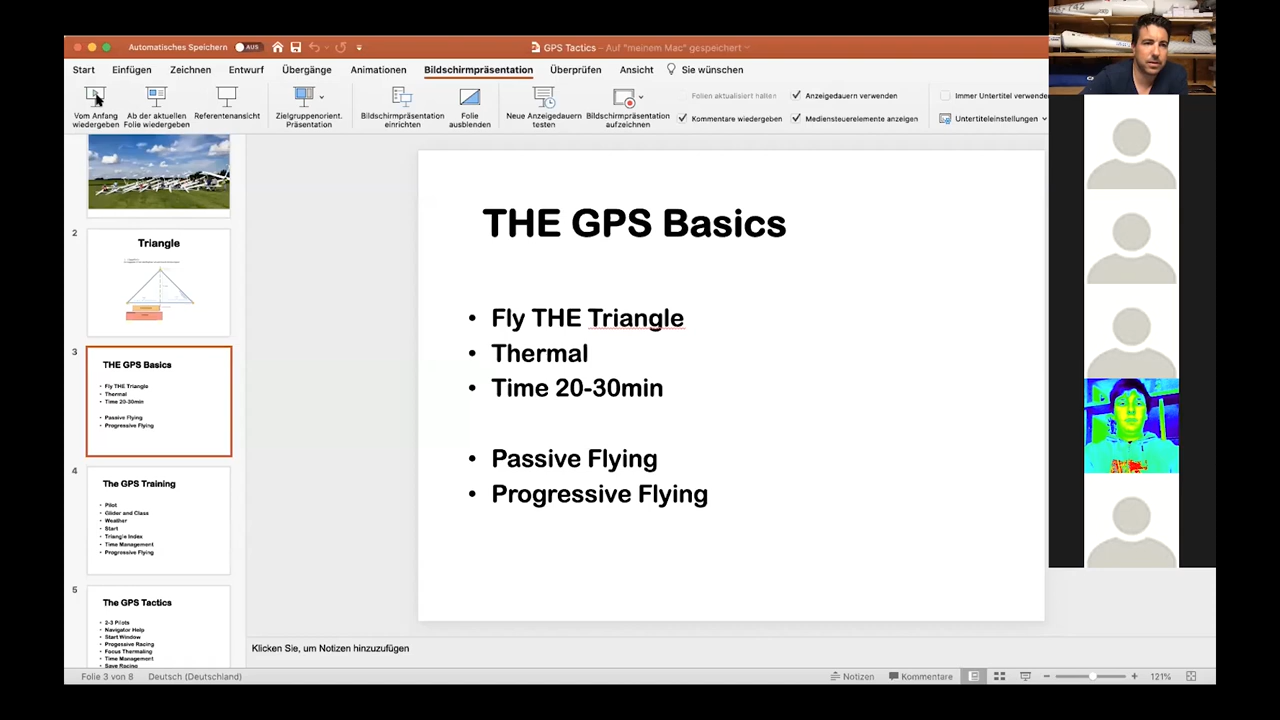 Automatisches Speichern AUS
GPS Tactics – Auf "meinem Mac" gespeichert
Start Einfügen Zeichnen Entwurf Übergänge Animationen Bildschirmpräsentation Überprüfen Ansicht Sie wünschen
Vom Anfang wiedergeben
Ab der aktuellen Folie wiedergeben
Referentenansicht
Zielgruppenorient. Präsentation
Bildschirmpräsentation einrichten
Folie ausblenden
Neue Anzeigedauern testen
Bildschirmpräsentation aufzeichnen
Folien aktualisiert halten
Kommentare wiedergeben
Anzeigedauern verwenden
Mediensteuerelemente anzeigen
Immer Untertitel verwenden
Untertiteleinstellungen
2
Triangle
3
THE GPS Basics
• Fly THE Triangle
• Thermal
• Time 20-30min
• Passive Flying
• Progressive Flying
4
The GPS Training
• Pilot
• Glider and Class
• Weather
• Start
• Triangle Index
• Time Management
• Progressive Flying
5
The GPS Tactics
• 2-3 Pilots
• Navigator Help
• Start Window
• Progessive Racing
• Focus Thermaling
• Time Management
• Save Racing
THE GPS Basics
• Fly THE Triangle
• Thermal
• Time 20-30min
• Passive Flying
• Progressive Flying
Klicken Sie, um Notizen hinzuzufügen
Folie 3 von 8 Deutsch (Deutschland) Notizen Kommentare 121%